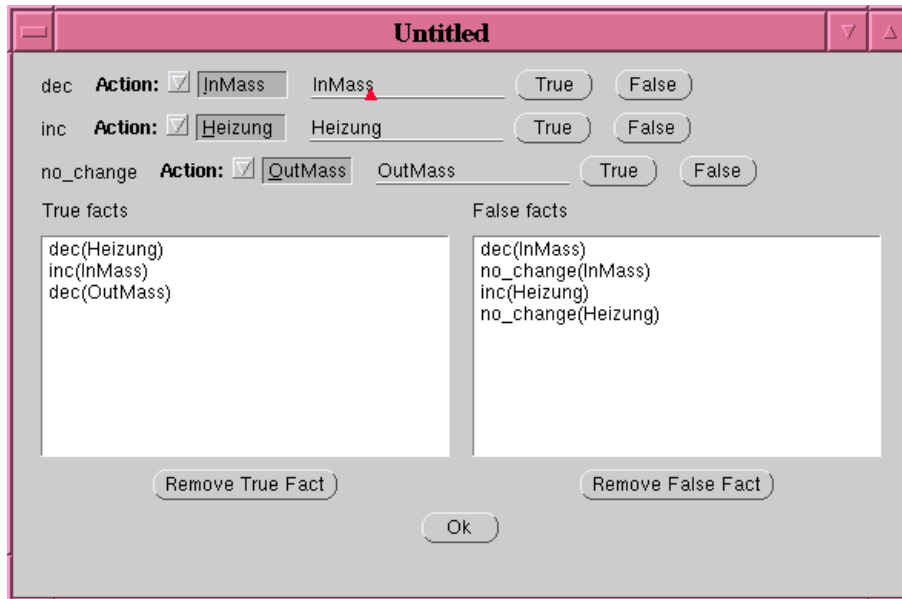 Untitled
dec Action: InMass InMass True False
inc Action: Heizung Heizung True False
no_change Action: OutMass OutMass True False
True facts False facts
dec(Heizung)
inc(InMass)
dec(OutMass)
dec(InMass)
no_change(InMass)
inc(Heizung)
no_change(Heizung)
Remove True Fact Remove False Fact
Ok